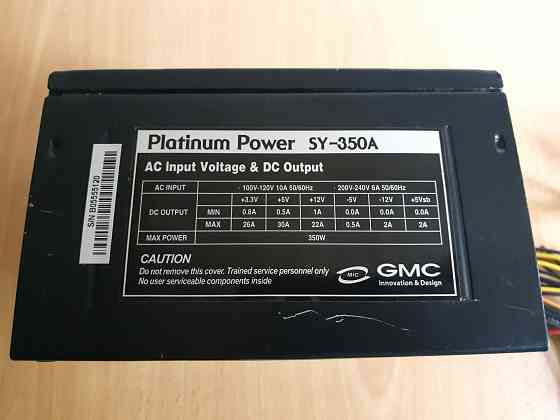 Platinum Power SY-350A
AC Input Voltage & DC Output
AC INPUT 100V-120V 10A 50/60Hz 200V-240V 6A 50/60Hz
DC OUTPUT +3.3V +5V +12V -5V -12V +5Vsb
MIN 0.8A 0.5A 1A 0.0A 0.0A 0.0A
MAX 26A 30A 22A 0.5A 2A 2A
MAX POWER 350W
CAUTION
Do not remove this cover. Trained service personnel only
No user serviceable components inside
MIC GMC
Innovation & Design
S/N B05555120